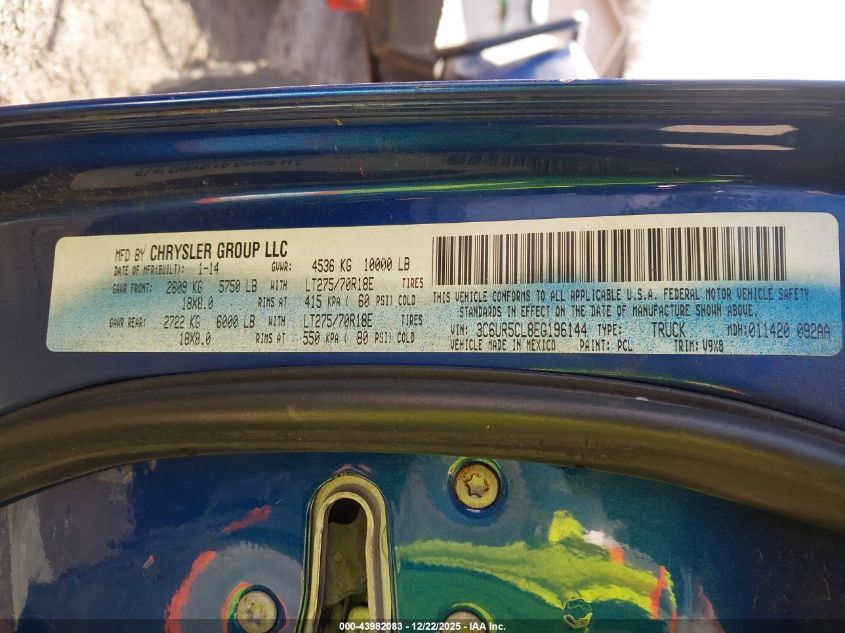 MFD BY CHRYSLER GROUP LLC
DATE OF MFR(BUILT): 1-14 GVWR: 4536 KG 10000 LB
GAWR FRONT: 2609 KG 5750 LB WITH LT275/70R18E TIRES
18X8.0 RIMS AT 415 KPA ( 60 PSI) COLD
GAWR REAR: 2722 KG 6000 LB WITH LT275/70R18E TIRES
18X8.0 RIMS AT 550 KPA ( 80 PSI) COLD
THIS VEHICLE CONFORMS TO ALL APPLICABLE U.S.A. FEDERAL MOTOR VEHICLE SAFETY
STANDARDS IN EFFECT ON THE DATE OF MANUFACTURE SHOWN ABOVE.
VIN: 3C6UR5CL8EG196144 TYPE: TRUCK MDH: 011420 092AA
VEHICLE MADE IN MEXICO PAINT: PCL TRIM: V9X8
000-43982083 - 12/22/2025 - IAA Inc.